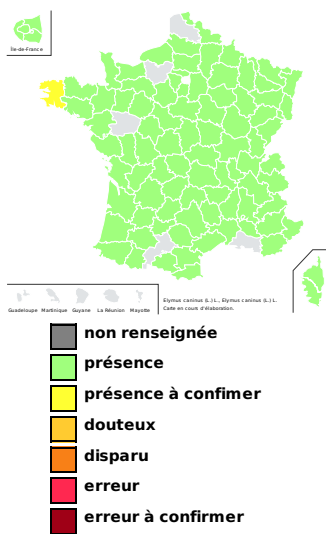 Île-de-France
Elymus caninus (L.) L., Elymus caninus (L.) L.
Carte en cours d'élaboration.
Guadeloupe Martinique Guyane La Réunion Mayotte
non renseignée
présence
présence à confimer
douteux
disparu
erreur
erreur à confirmer